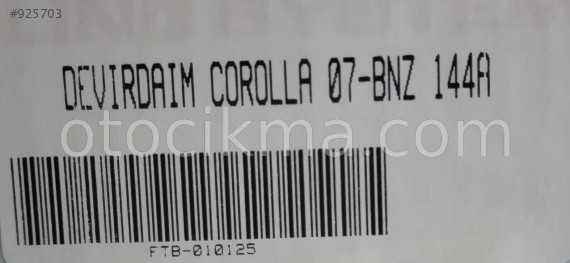 #925703
DEVIRDAIM COROLLA 07-BNZ 144A
otocikma.com
FTB-010125